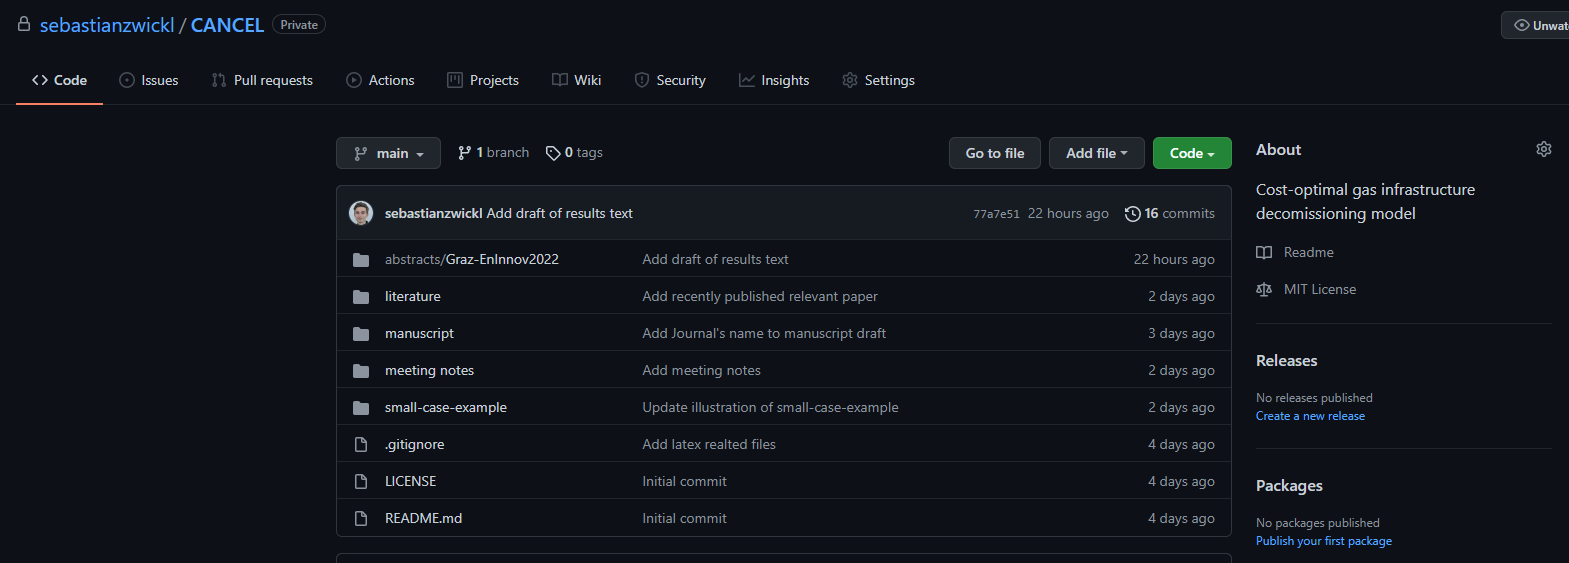 sebastianzwickl / CANCEL Private
Code Issues Pull requests Actions Projects Wiki Security Insights Settings
main 1 branch 0 tags Go to file Add file Code
sebastianzwickl Add draft of results text 77a7e51 22 hours ago 16 commits
abstracts/Graz-EnInnov2022 Add draft of results text 22 hours ago
literature Add recently published relevant paper 2 days ago
manuscript Add Journal's name to manuscript draft 3 days ago
meeting notes Add meeting notes 2 days ago
small-case-example Update illustration of small-case-example 2 days ago
.gitignore Add latex realted files 4 days ago
LICENSE Initial commit 4 days ago
README.md Initial commit 4 days ago
About
Cost-optimal gas infrastructure
decomissioning model
Readme
MIT License
Releases
No releases published
Create a new release
Packages
No packages published
Publish your first package